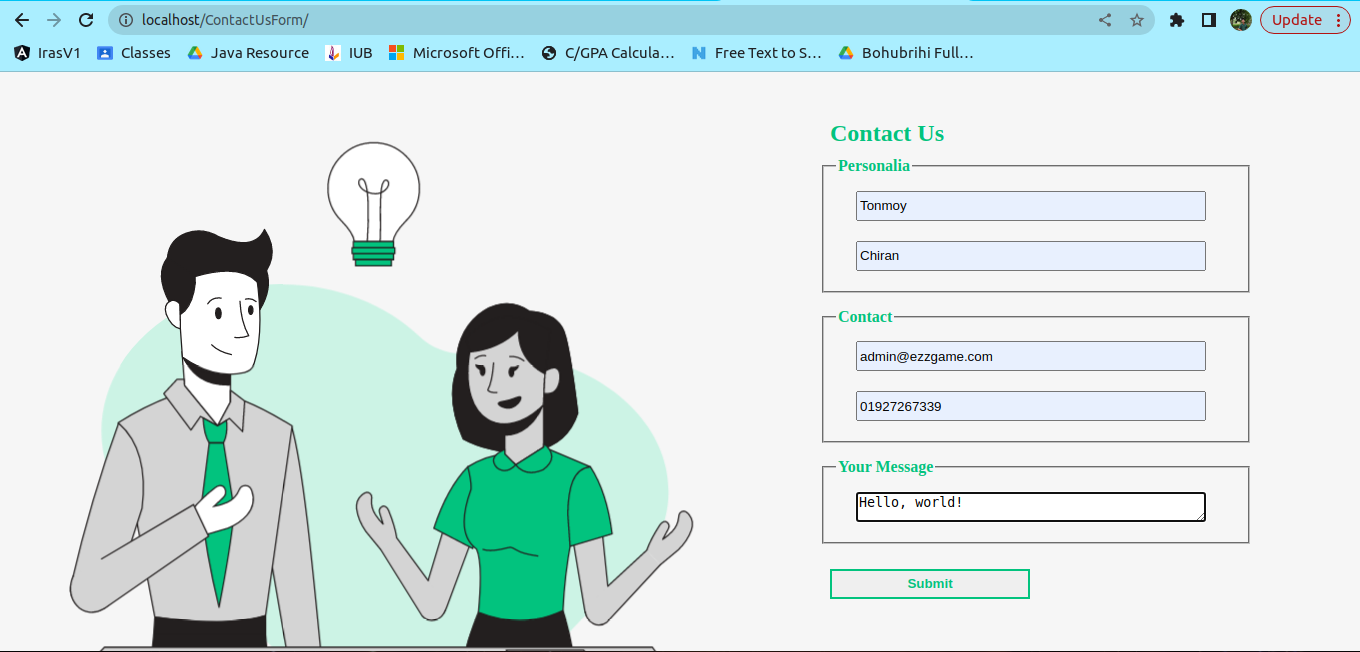 localhost/ContactUsForm/
Update
IrasV1
Classes
Java Resource
IUB
Microsoft Offi…
C/GPA Calcula…
Free Text to S…
Bohubrihi Full…
Contact Us
Personalia
Tonmoy
Chiran
Contact
admin@ezzgame.com
01927267339
Your Message
Hello, world!
Submit